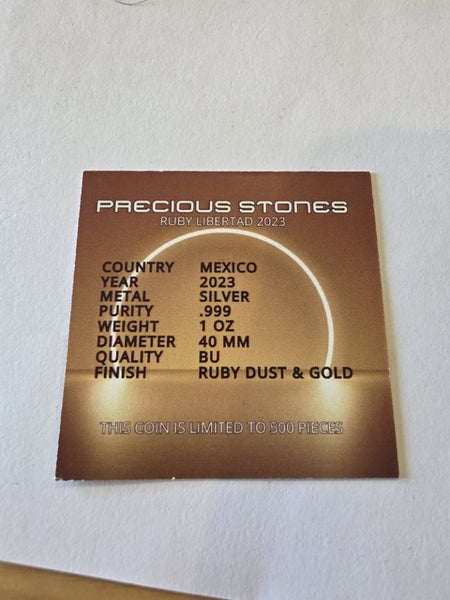 PRECIOUS STONES
RUBY LIBERTAD 2023
COUNTRY MEXICO
YEAR 2023
METAL SILVER
PURITY .999
WEIGHT 1 OZ
DIAMETER 40 MM
QUALITY BU
FINISH RUBY DUST & GOLD
THIS COIN IS LIMITED TO 500 PIECES